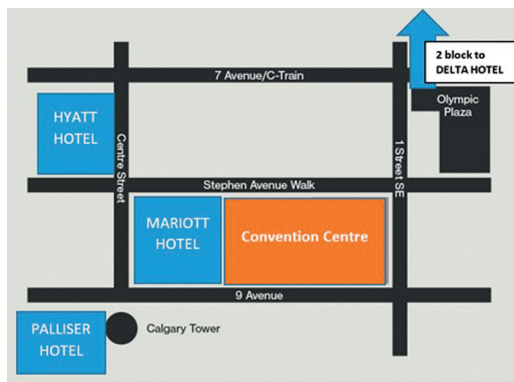 2 block to
DELTA HOTEL
7 Avenue/C-Train
Olympic
Plaza
HYATT
HOTEL
Centre Street
1 Street SE
Stephen Avenue Walk
MARIOTT
HOTEL
Convention Centre
9 Avenue
PALLISER
HOTEL
Calgary Tower